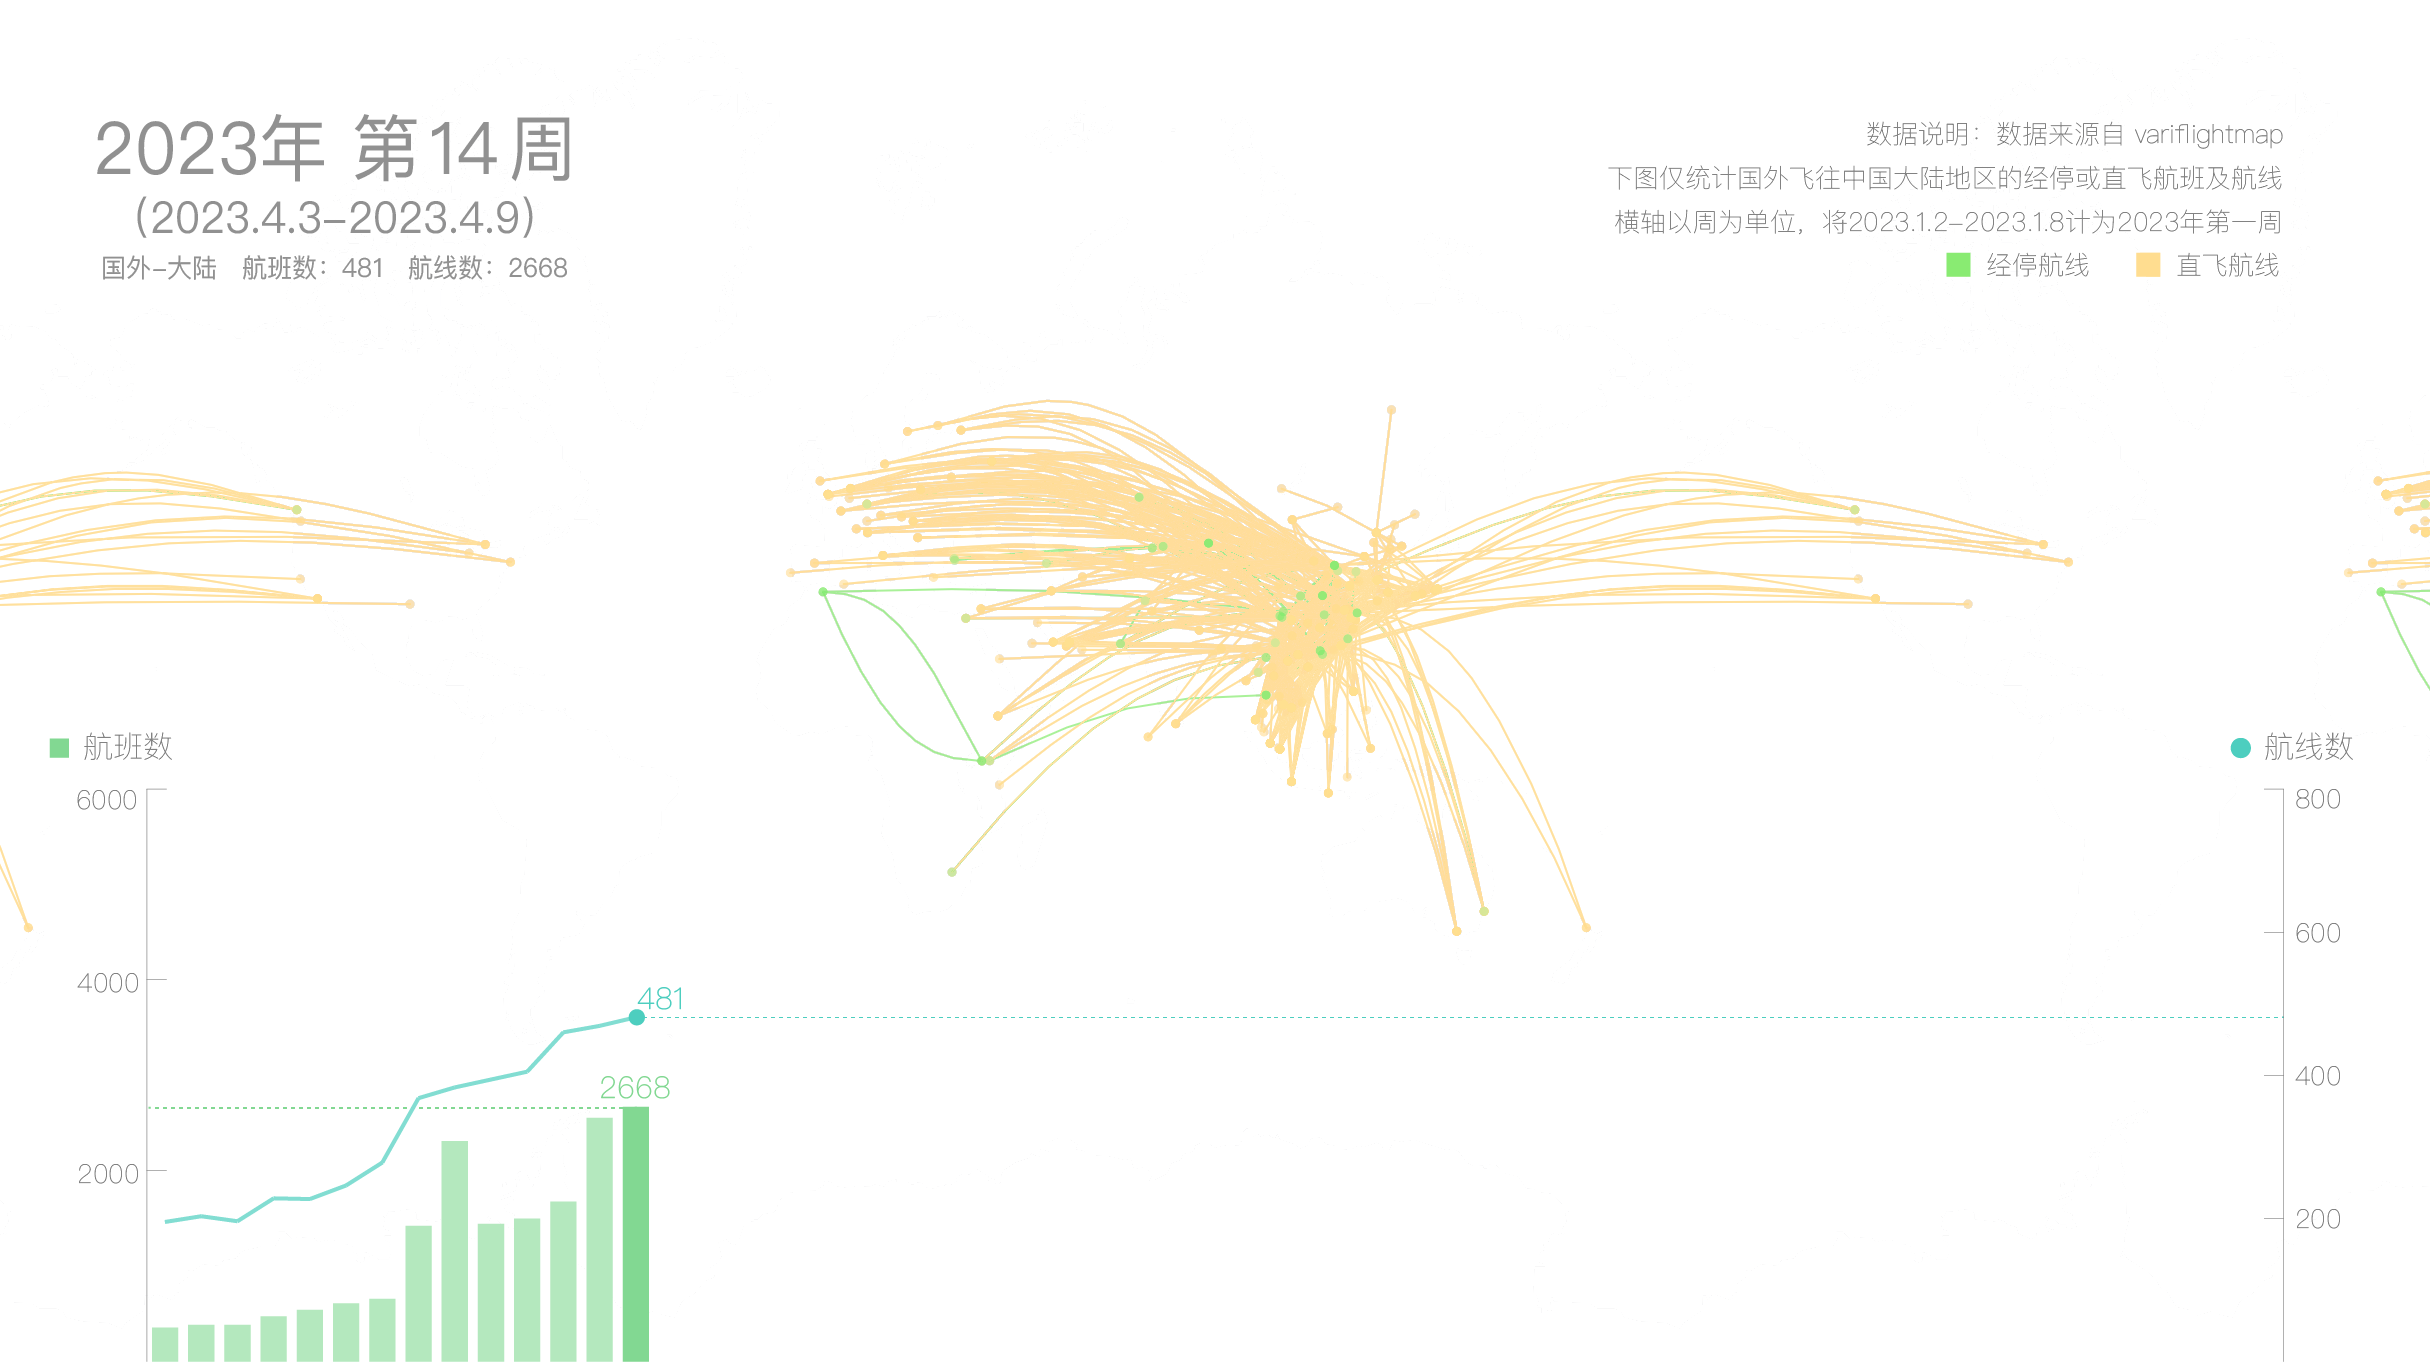 2023年 第14周
(2023.4.3-2023.4.9)
国外-大陆 航班数：481 航线数：2668
数据说明：数据来源自 variflightmap
下图仅统计国外飞往中国大陆地区的经停或直飞航班及航线
横轴以周为单位，将2023.1.2-2023.1.8计为2023年第一周
经停航线 直飞航线
航班数
航线数
6000
4000
2000
800
600
400
200
481
2668